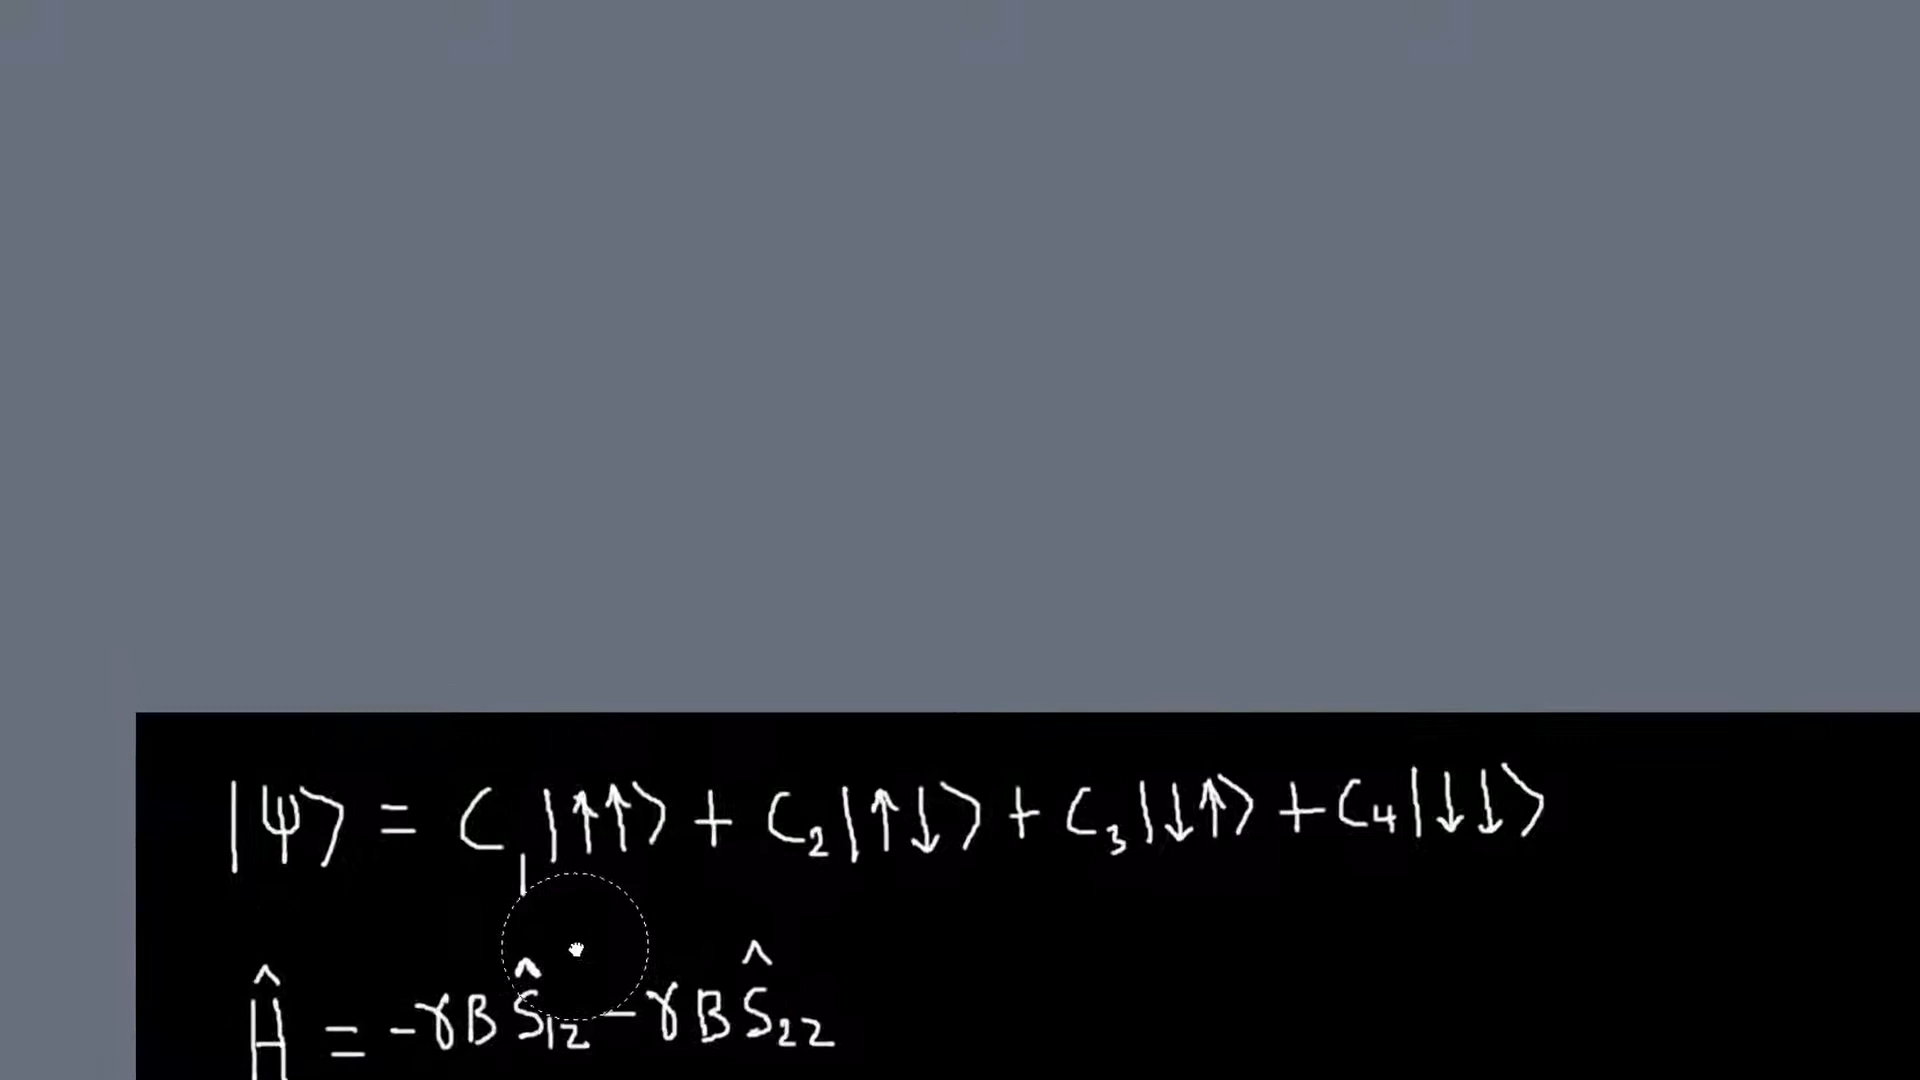 |ψ⟩ = C₁|↑↑⟩ + C₂|↑↓⟩ + C₃|↓↑⟩ + C₄|↓↓⟩
Ĥ = -γBŜ₁z - γBŜ₂z